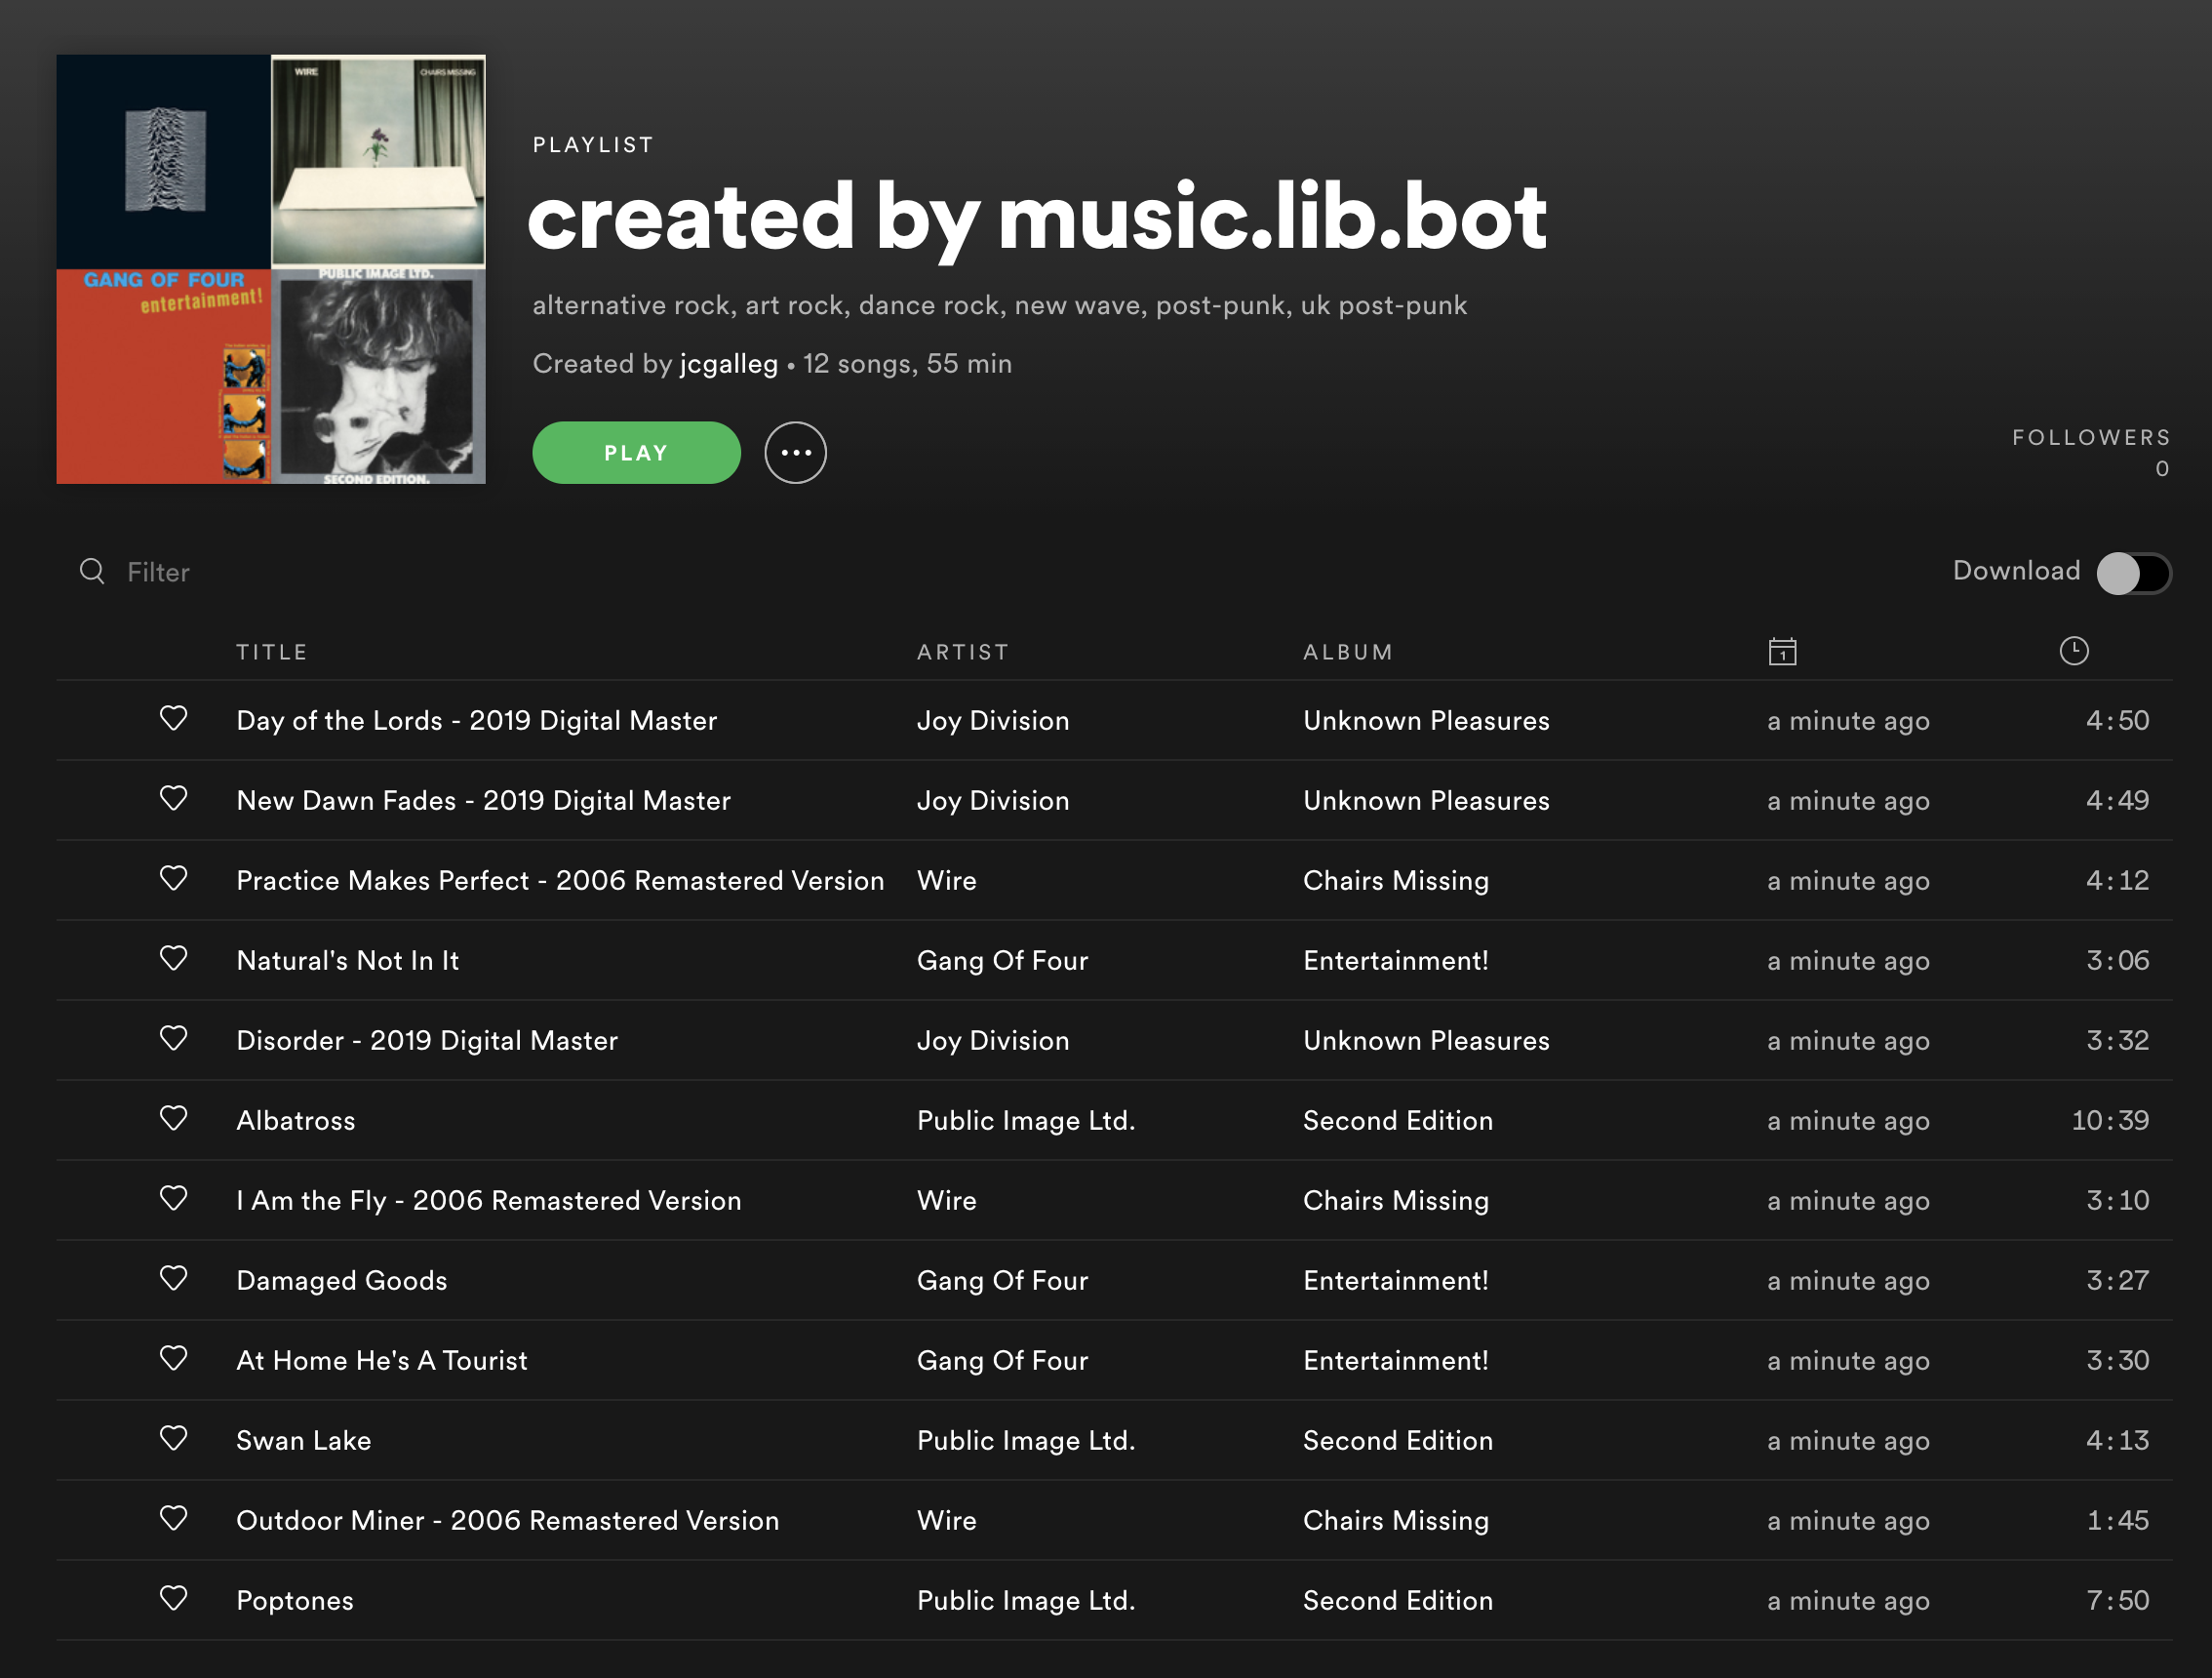 WIRE
CHAIRS MISSING
GANG OF FOUR
entertainment!
PUBLIC IMAGE LTD.
SECOND EDITION.
PLAYLIST
created by music.lib.bot
alternative rock, art rock, dance rock, new wave, post-punk, uk post-punk
Created by jcgalleg • 12 songs, 55 min
PLAY
FOLLOWERS
0
Filter
Download
TITLE ARTIST ALBUM 1
Day of the Lords - 2019 Digital Master Joy Division Unknown Pleasures a minute ago 4:50
New Dawn Fades - 2019 Digital Master Joy Division Unknown Pleasures a minute ago 4:49
Practice Makes Perfect - 2006 Remastered Version Wire Chairs Missing a minute ago 4:12
Natural's Not In It Gang Of Four Entertainment! a minute ago 3:06
Disorder - 2019 Digital Master Joy Division Unknown Pleasures a minute ago 3:32
Albatross Public Image Ltd. Second Edition a minute ago 10:39
I Am the Fly - 2006 Remastered Version Wire Chairs Missing a minute ago 3:10
Damaged Goods Gang Of Four Entertainment! a minute ago 3:27
At Home He's A Tourist Gang Of Four Entertainment! a minute ago 3:30
Swan Lake Public Image Ltd. Second Edition a minute ago 4:13
Outdoor Miner - 2006 Remastered Version Wire Chairs Missing a minute ago 1:45
Poptones Public Image Ltd. Second Edition a minute ago 7:50